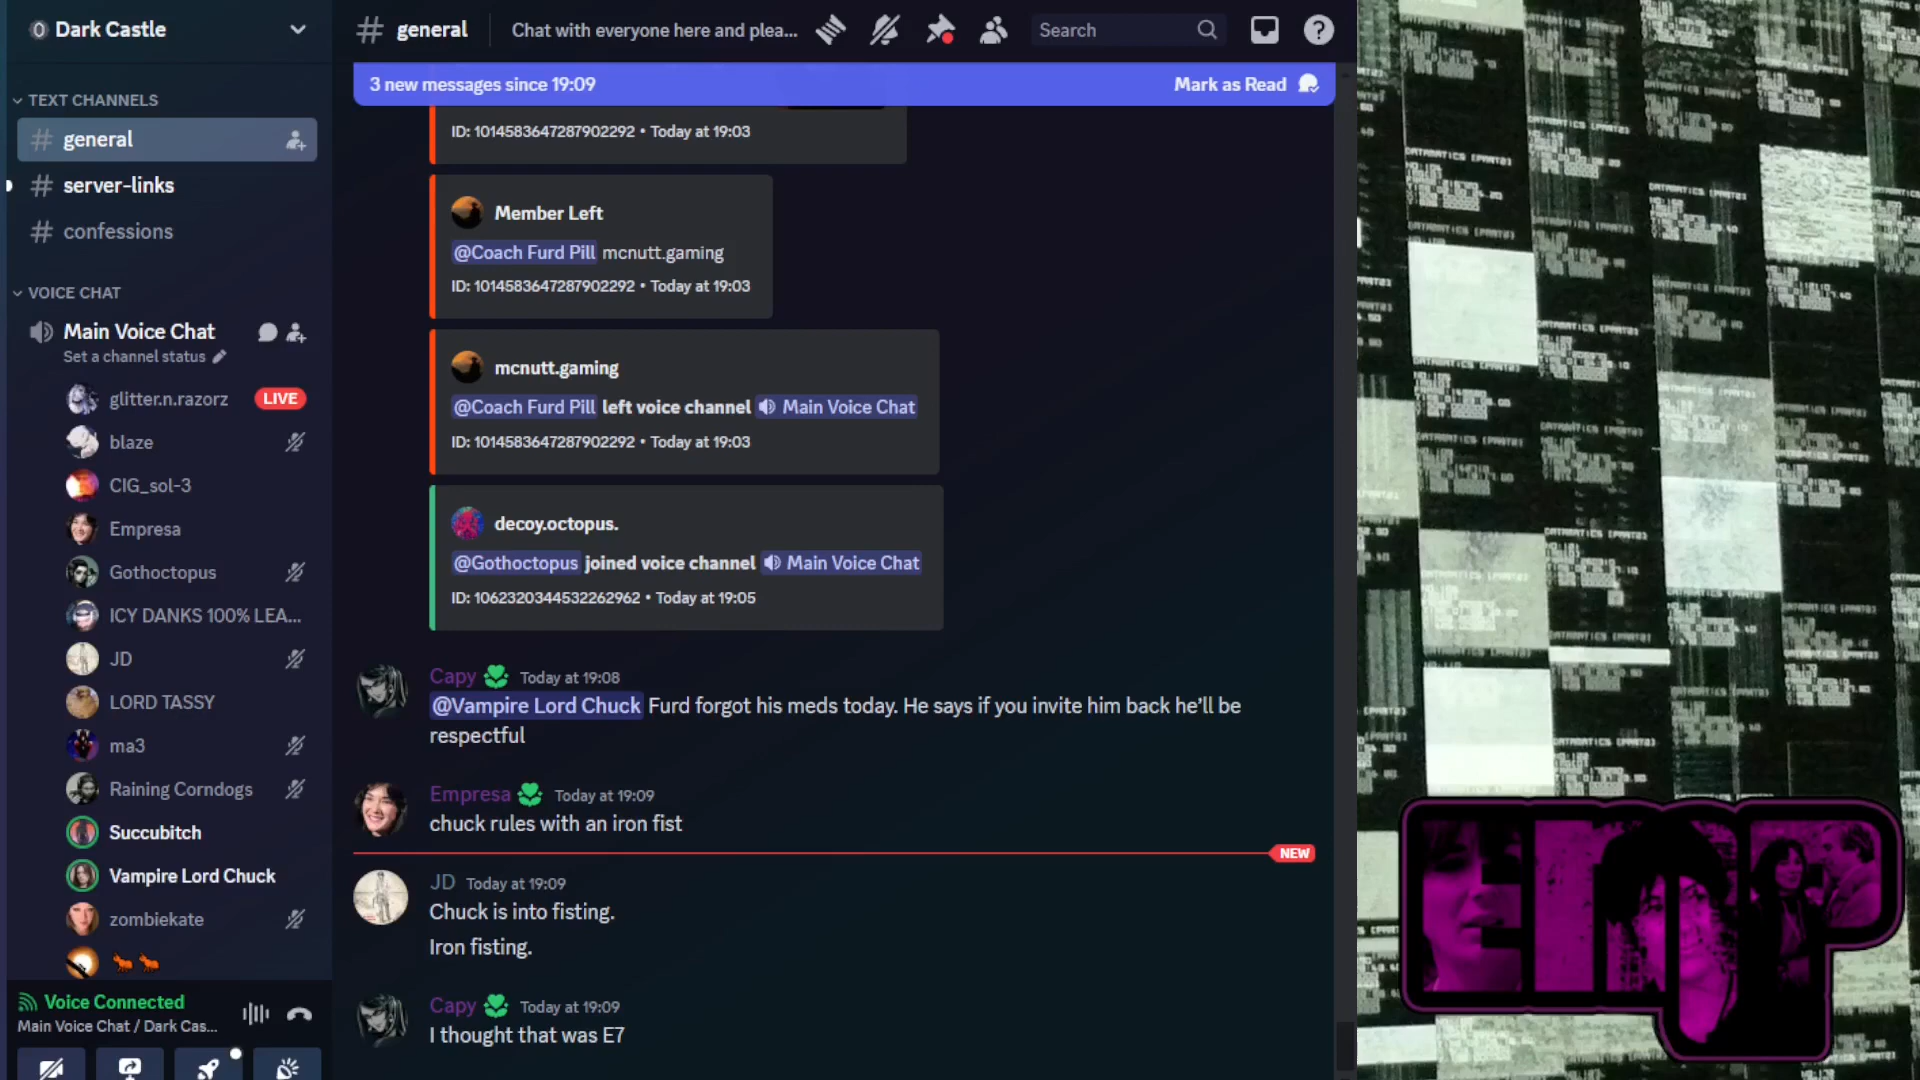 Dark Castle
TEXT CHANNELS
general
server-links
confessions
VOICE CHAT
Main Voice Chat
Set a channel status
glitter.n.razorz LIVE
blaze
CIG_sol-3
Empresa
Gothoctopus
ICY DANKS 100% LEA...
JD
LORD TASSY
ma3
Raining Corndogs
Succubitch
Vampire Lord Chuck
zombiekate
Voice Connected
Main Voice Chat / Dark Cas...
general
Chat with everyone here and plea...
Search
3 new messages since 19:09
Mark as Read
ID: 1014583647287902292 • Today at 19:03
Member Left
@Coach Furd Pill mcnutt.gaming
ID: 1014583647287902292 • Today at 19:03
mcnutt.gaming
@Coach Furd Pill left voice channel Main Voice Chat
ID: 1014583647287902292 • Today at 19:03
decoy.octopus.
@Gothoctopus joined voice channel Main Voice Chat
ID: 1062320344532262962 • Today at 19:05
Capy Today at 19:08
@Vampire Lord Chuck Furd forgot his meds today. He says if you invite him back he'll be
respectful
Empresa Today at 19:09
chuck rules with an iron fist
NEW
JD Today at 19:09
Chuck is into fisting.
Iron fisting.
Capy Today at 19:09
I thought that was E7
EMP